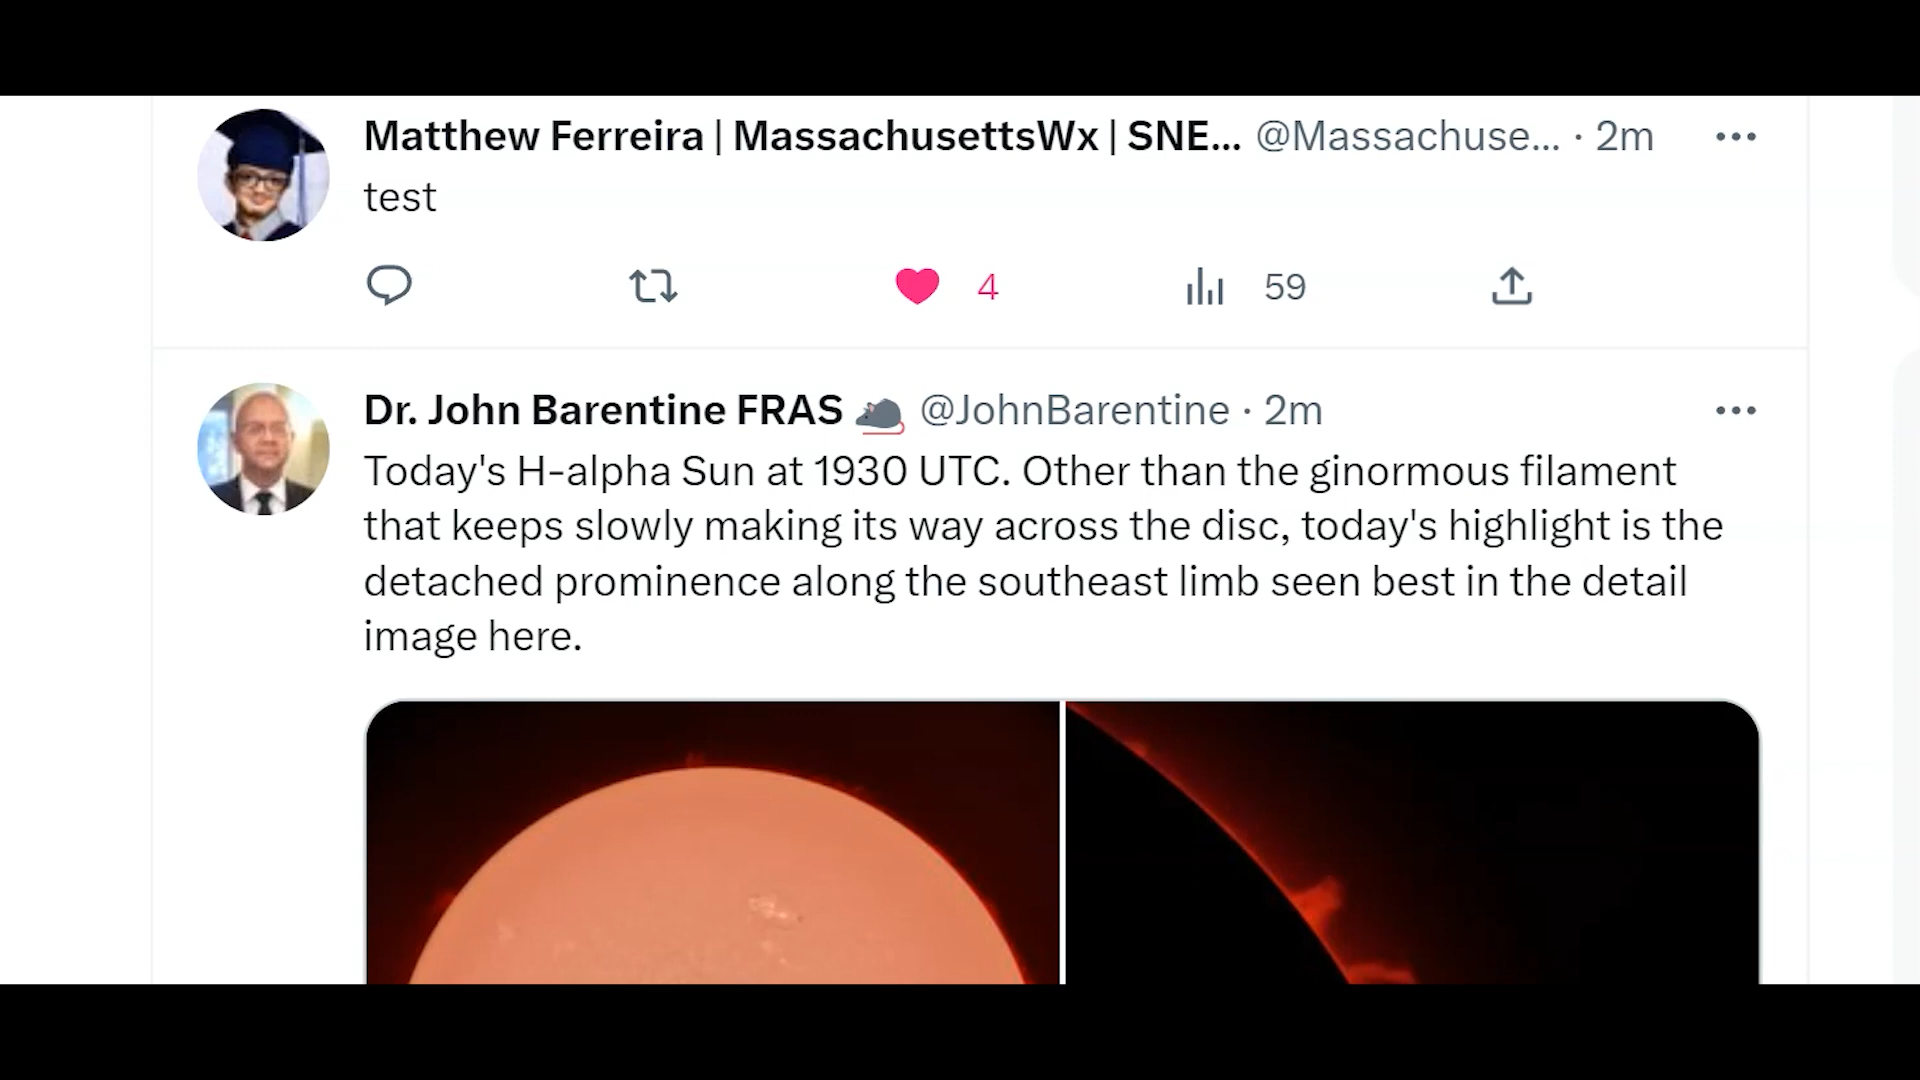 Matthew Ferreira | MassachusettsWx | SNE... @Massachuse... · 2m
test
4 59
Dr. John Barentine FRAS 🐀 @JohnBarentine · 2m
Today's H-alpha Sun at 1930 UTC. Other than the ginormous filament
that keeps slowly making its way across the disc, today's highlight is the
detached prominence along the southeast limb seen best in the detail
image here.